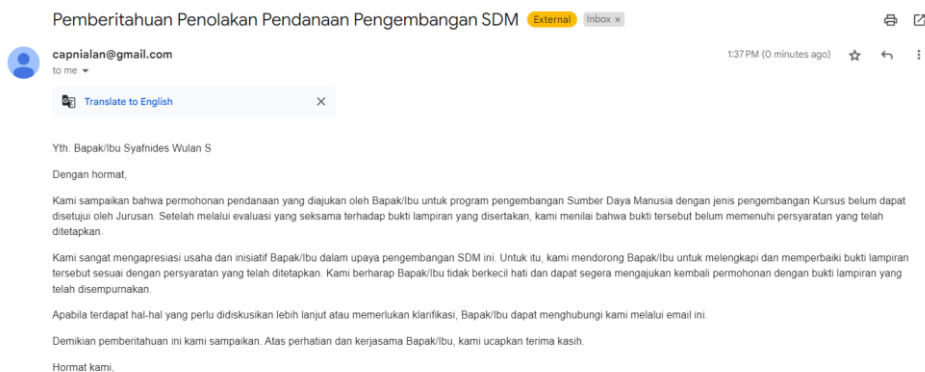 Pemberitahuan Penolakan Pendanaan Pengembangan SDM External Inbox x
capnialan@gmail.com 1:37 PM (0 minutes ago)
to me
Translate to English
Yth. Bapak/Ibu Syafnides Wulan S
Dengan hormat,
Kami sampaikan bahwa permohonan pendanaan yang diajukan oleh Bapak/Ibu untuk program pengembangan Sumber Daya Manusia dengan jenis pengembangan Kursus belum dapat
disetujui oleh Jurusan. Setelah melalui evaluasi yang seksama terhadap bukti lampiran yang disertakan, kami menilai bahwa bukti tersebut belum memenuhi persyaratan yang telah
ditetapkan.
Kami sangat mengapresiasi usaha dan inisiatif Bapak/Ibu dalam upaya pengembangan SDM ini. Untuk itu, kami mendorong Bapak/Ibu untuk melengkapi dan memperbaiki bukti lampiran
tersebut sesuai dengan persyaratan yang telah ditetapkan. Kami berharap Bapak/Ibu tidak berkecil hati dan dapat segera mengajukan kembali permohonan dengan bukti lampiran yang
telah disempurnakan.
Apabila terdapat hal-hal yang perlu didiskusikan lebih lanjut atau memerlukan klarifikasi, Bapak/Ibu dapat menghubungi kami melalui email ini.
Demikian pemberitahuan ini kami sampaikan. Atas perhatian dan kerjasama Bapak/Ibu, kami ucapkan terima kasih.
Hormat kami,